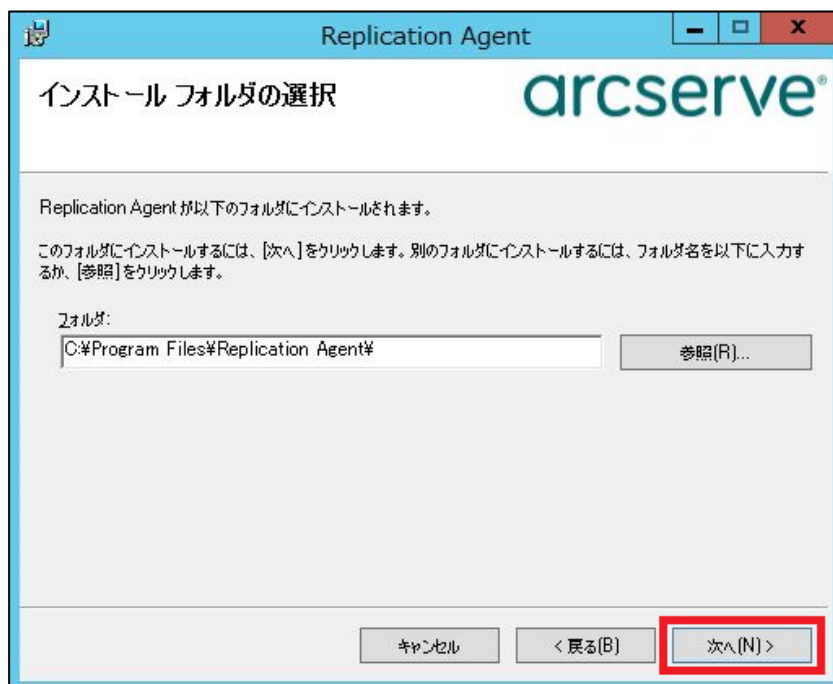 Replication Agent
インストール フォルダの選択
arcserve®
Replication Agent が以下のフォルダにインストールされます。
このフォルダにインストールするには、[次へ]をクリックします。別のフォルダにインストールするには、フォルダ名を以下に入力す
るか、[参照]をクリックします。
フォルダ:
C:¥Program Files¥Replication Agent¥
参照(R)...
キャンセル
< 戻る(B)
次へ(N) >